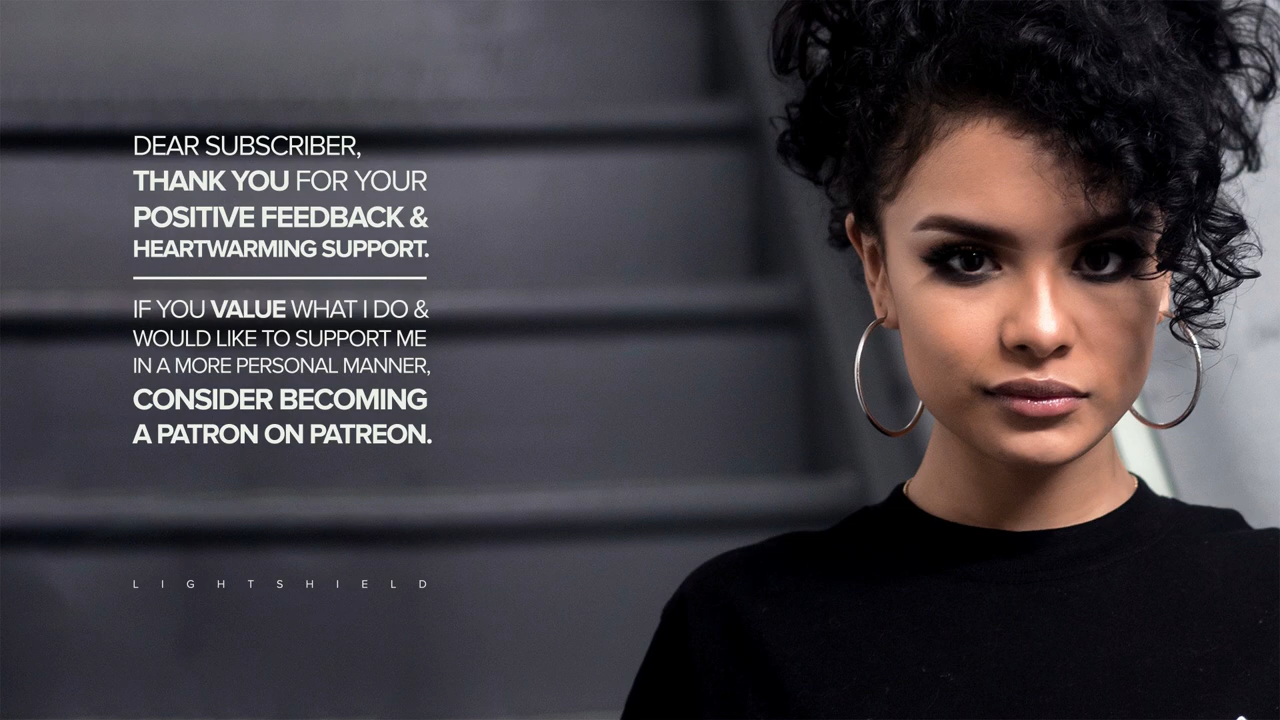 DEAR SUBSCRIBER,
THANK YOU FOR YOUR
POSITIVE FEEDBACK &
HEARTWARMING SUPPORT.
IF YOU VALUE WHAT I DO &
WOULD LIKE TO SUPPORT ME
IN A MORE PERSONAL MANNER,
CONSIDER BECOMING
A PATRON ON PATREON.
LIGHTSHIELD